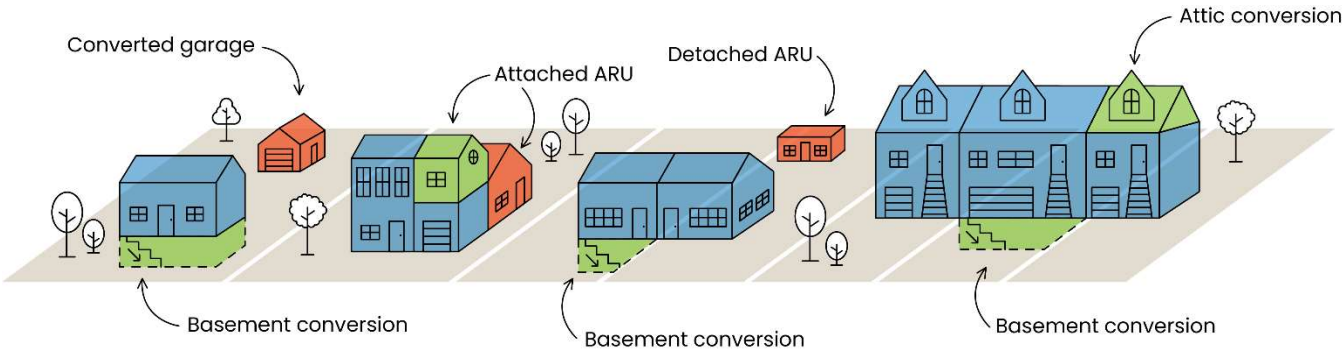 Attic conversion
Converted garage
Attached ARU
Detached ARU
Basement conversion
Basement conversion
Basement conversion